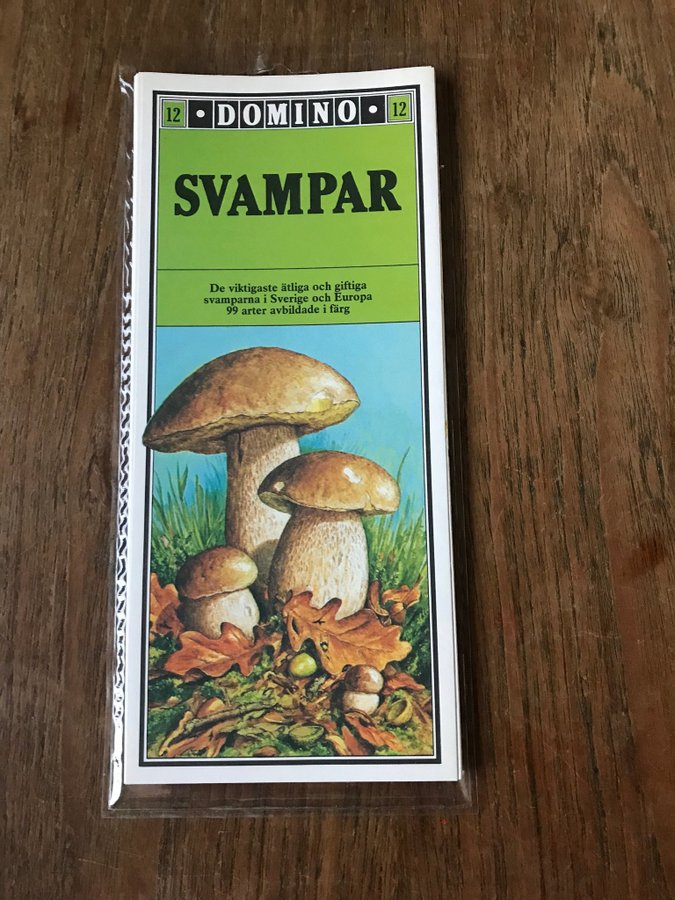 12 • DOMINO • 12
SVAMPAR
De viktigaste ätliga och giftiga
svamparna i Sverige och Europa
99 arter avbildade i färg